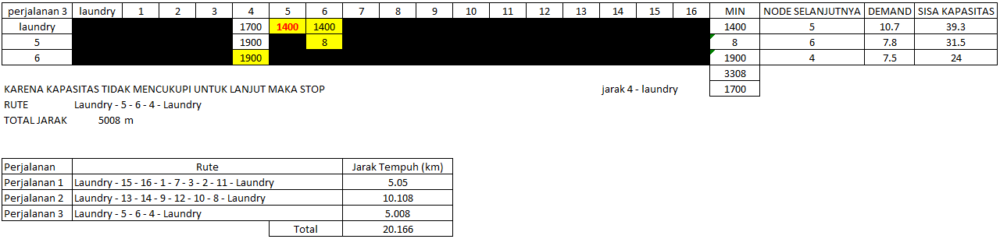 perjalanan 3 laundry 1 2 3 4 5 6 7 8 9 10 11 12 13 14 15 16 MIN NODE SELANJUTNYA DEMAND SISA KAPASITAS
laundry 1700 1400 1400 1400 5 10.7 39.3
5 1900 8 8 6 7.8 31.5
6 1900 1900 4 7.5 24
3308
KARENA KAPASITAS TIDAK MENCUKUPI UNTUK LANJUT MAKA STOP jarak 4 - laundry 1700
RUTE Laundry - 5 - 6 - 4 - Laundry
TOTAL JARAK 5008 m
Perjalanan Rute Jarak Tempuh (km)
Perjalanan 1 Laundry - 15 - 16 - 1 - 7 - 3 - 2 - 11 - Laundry 5.05
Perjalanan 2 Laundry - 13 - 14 - 9 - 12 - 10 - 8 - Laundry 10.108
Perjalanan 3 Laundry - 5 - 6 - 4 - Laundry 5.008
Total 20.166